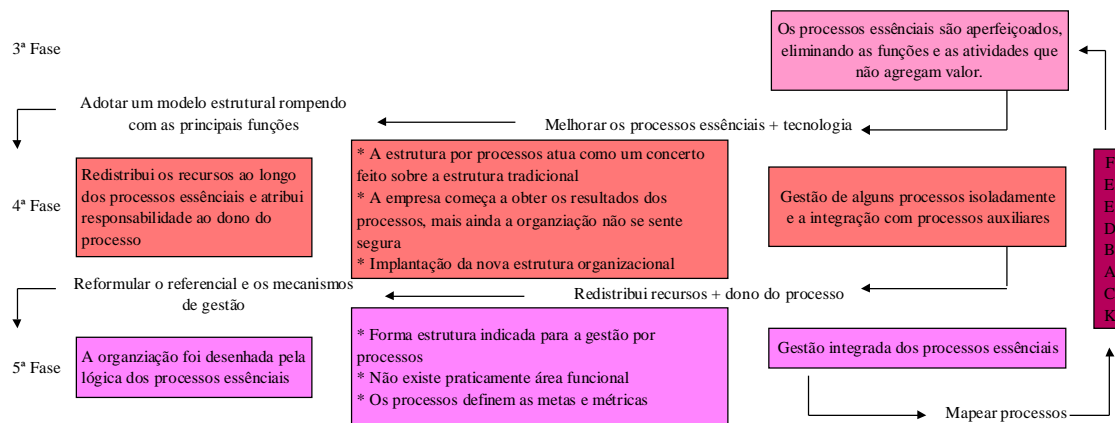 3ª Fase
Os processos essênciais são aperfeiçoados,
eliminando as funções e as atividades que
não agregam valor.
Adotar um modelo estrutural rompendo
com as principais funções
Melhorar os processos essênciais + tecnologia
4ª Fase
Redistribui os recursos ao longo
dos processos essênciais e atribui
responsabilidade ao dono do
processo
* A estrutura por processos atua como um concerto
feito sobre a estrutura tradicional
* A empresa começa a obter os resultados dos
processos, mais ainda a organziação não se sente
segura
* Implantação da nova estrutura organizacional
Gestão de alguns processos isoladamente
e a integração com processos auxiliares
F
E
E
D
B
A
C
K
Reformular o referencial e os mecanismos
de gestão
Redistribui recursos + dono do processo
5ª Fase
A organziação foi desenhada pela
lógica dos processos essênciais
* Forma estrutura indicada para a gestão por
processos
* Não existe praticamente área funcional
* Os processos definem as metas e métricas
Gestão integrada dos processos essênciais
Mapear processos